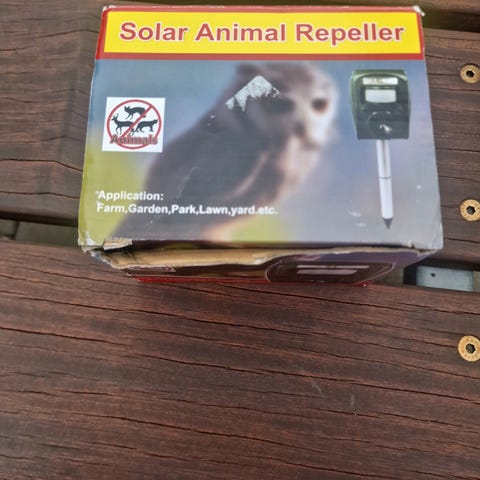 Solar Animal Repeller
Animals
Application:
Farm,Garden,Park,Lawn,yard.etc.